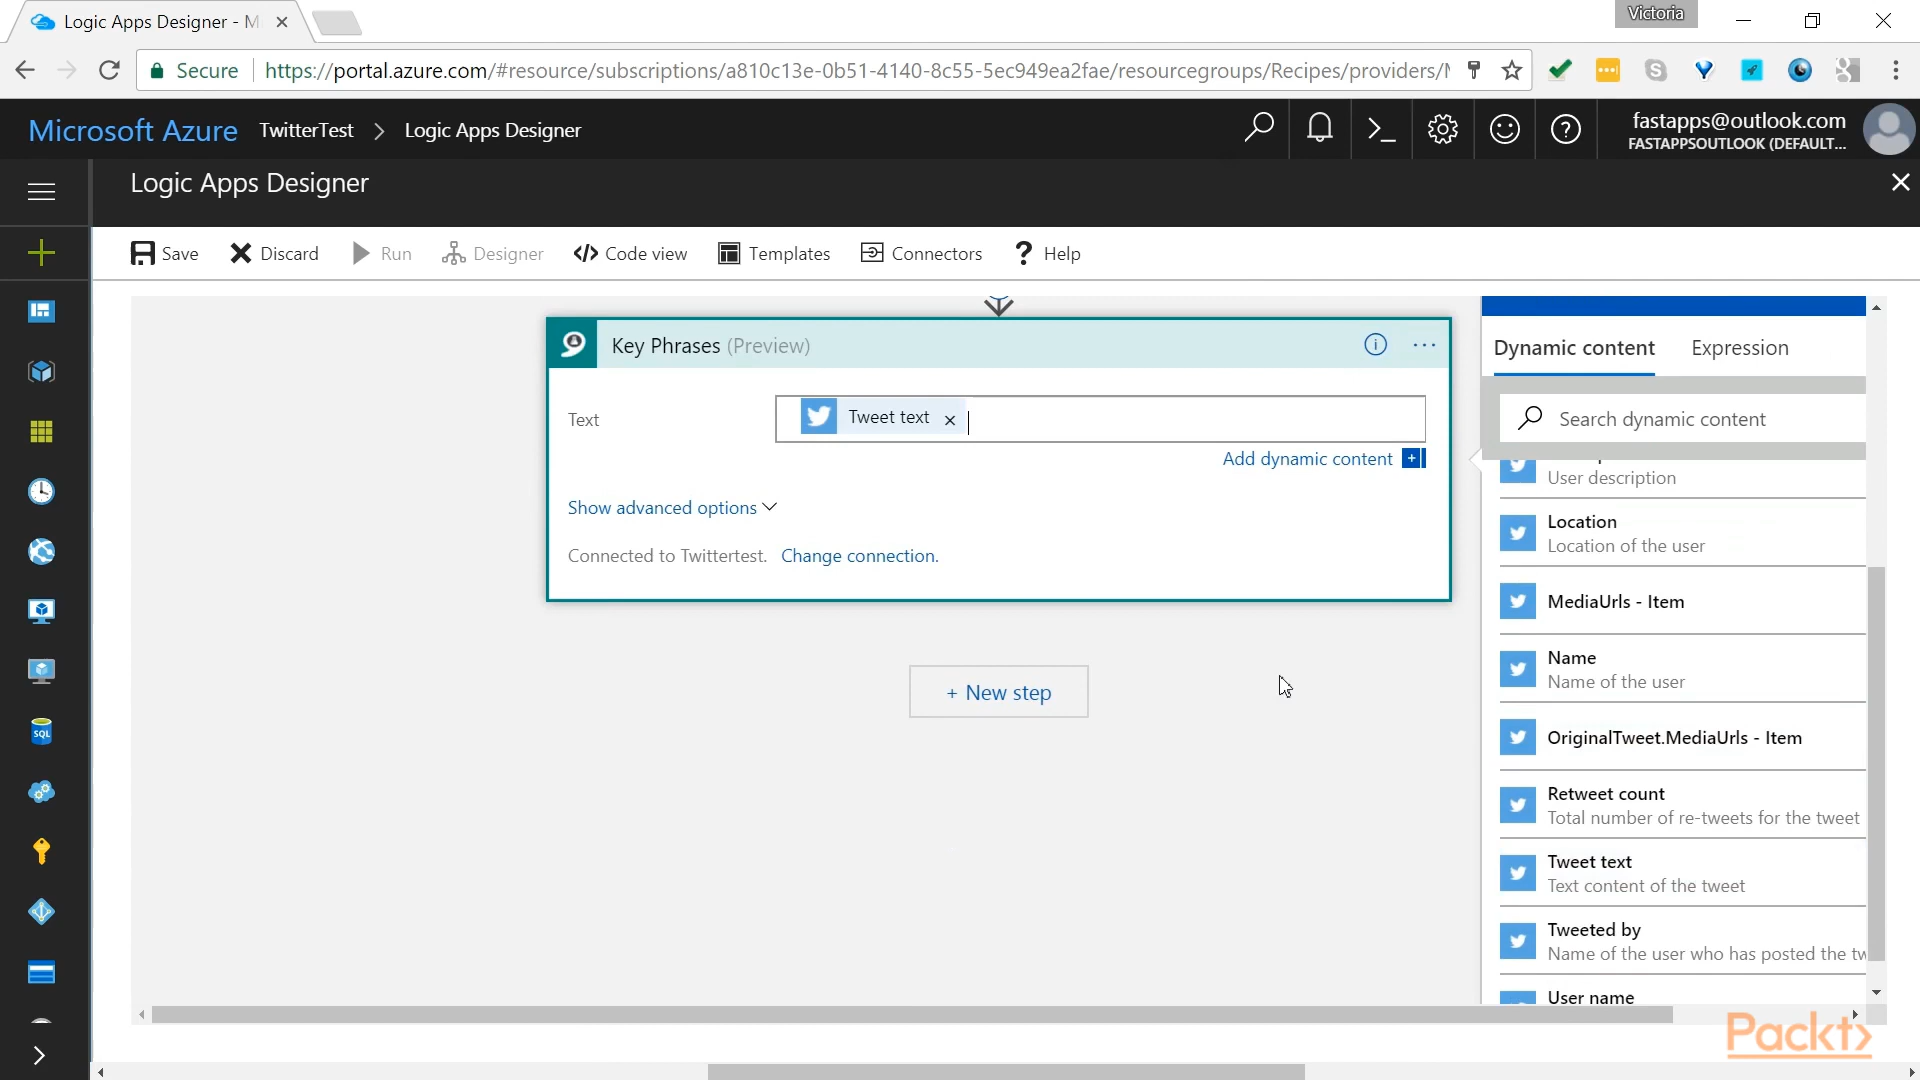 Logic Apps Designer - M
Victoria
Secure
https://portal.azure.com/#resource/subscriptions/a810c13e-0b51-4140-8c55-5ec949ea2fae/resourcegroups/Recipes/providers/
Microsoft Azure
TwitterTest > Logic Apps Designer
fastapps@outlook.com
FASTAPPSOUTLOOK (DEFAULT...
Logic Apps Designer
Save
Discard
Run
Designer
Code view
Templates
Connectors
Help
Key Phrases (Preview)
Text
Tweet text ×
Add dynamic content
Show advanced options
Connected to Twittertest. Change connection.
+ New step
Dynamic content
Expression
Search dynamic content
User description
Location
Location of the user
MediaUrls - Item
Name
Name of the user
OriginalTweet.MediaUrls - Item
Retweet count
Total number of re-tweets for the tweet
Tweet text
Text content of the tweet
Tweeted by
Name of the user who has posted the tw
User name
SQL
Packt>